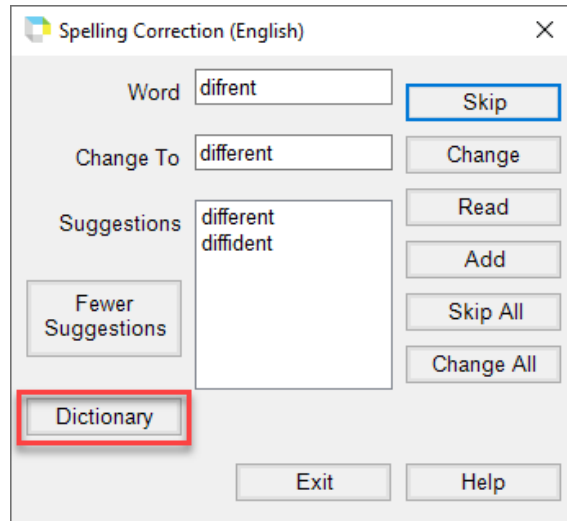 Spelling Correction (English)
Word difrent Skip
Change To different Change
Suggestions different Read
diffident
Add
Fewer
Suggestions
Skip All
Change All
Dictionary
Exit Help